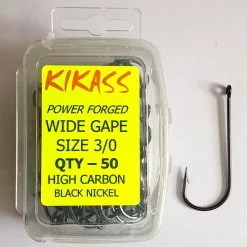 KIKASS
POWER FORGED
WIDE GAPE
SIZE 3/0
QTY – 50
HIGH CARBON
BLACK NICKEL